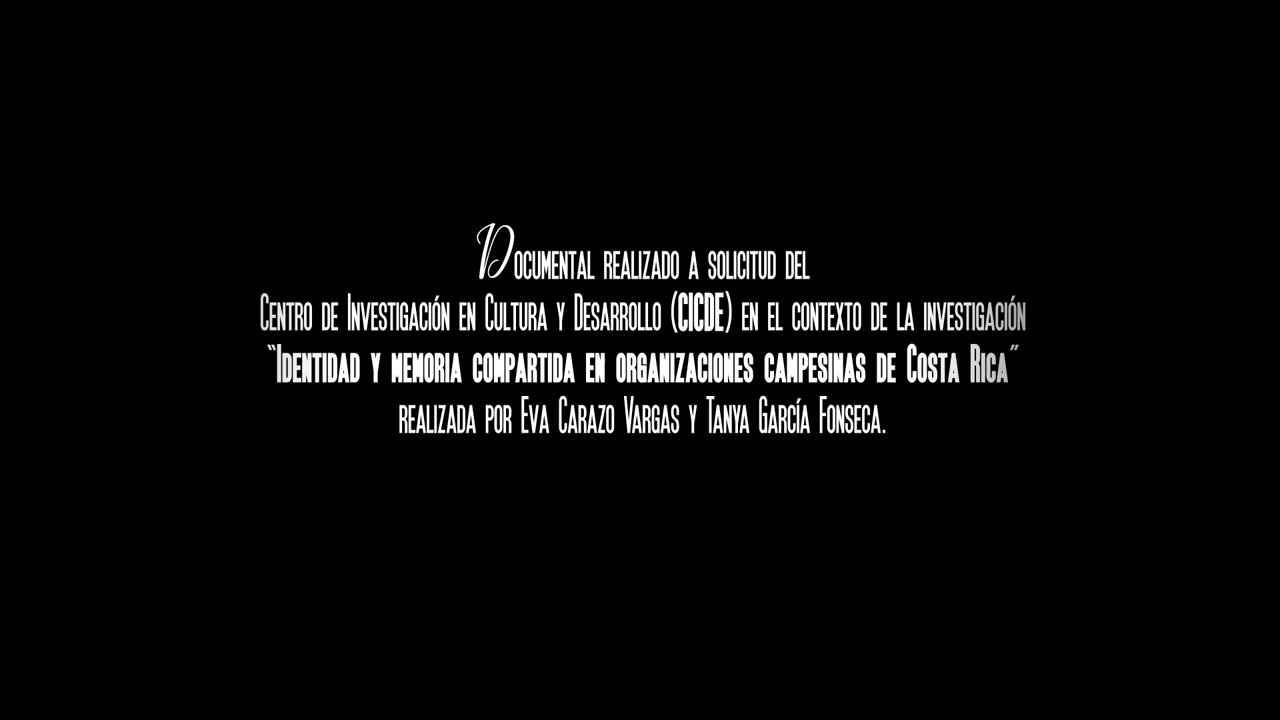 Documental realizado a solicitud del
Centro de Investigación en Cultura y Desarrollo (CICDE) en el contexto de la investigación
“Identidad y memoria compartida en organizaciones campesinas de Costa Rica”
realizada por Eva Carazo Vargas y Tanya García Fonseca.